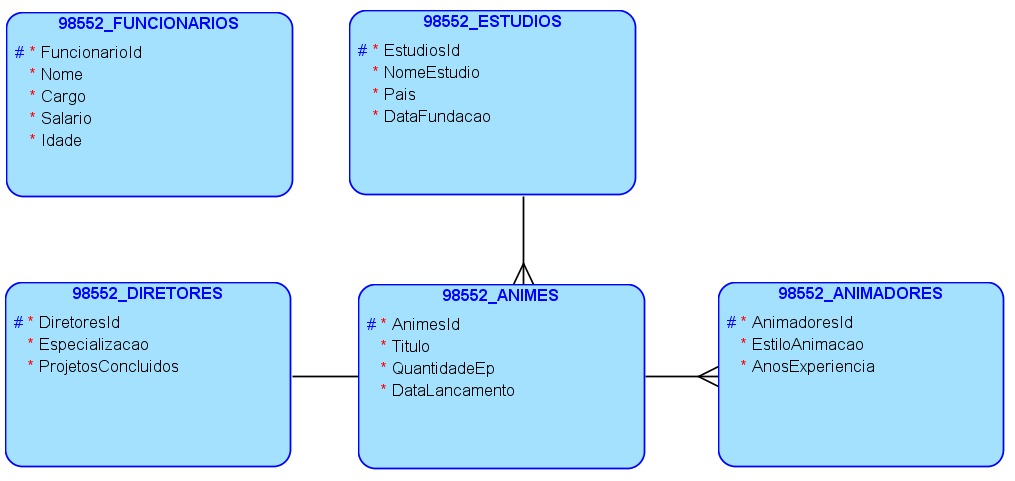 98552_FUNCIONARIOS
# * FuncionarioId
* Nome
* Cargo
* Salario
* Idade
98552_ESTUDIOS
# * EstudiosId
* NomeEstudio
* Pais
* DataFundacao
98552_DIRETORES
# * DiretoresId
* Especializacao
* ProjetosConcluidos
98552_ANIMES
# * AnimesId
* Titulo
* QuantidadeEp
* DataLancamento
98552_ANIMADORES
# * AnimadoresId
* EstiloAnimacao
* AnosExperiencia